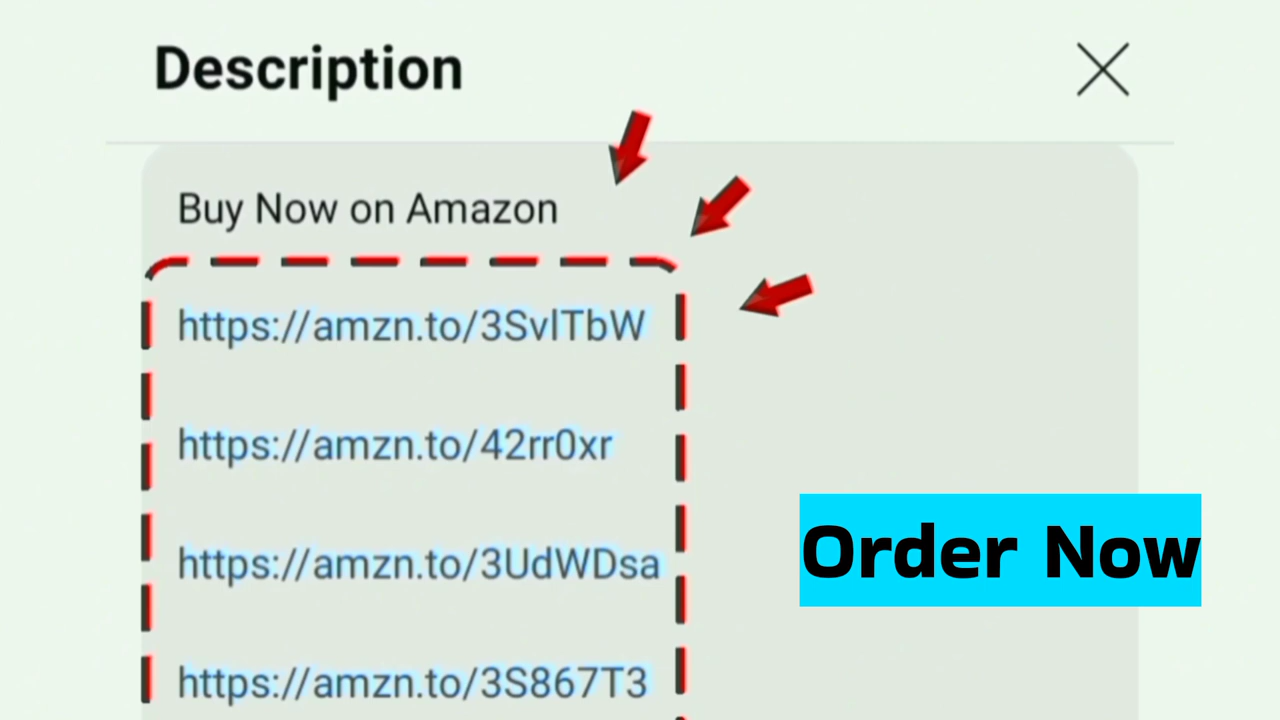 Description
Buy Now on Amazon
https://amzn.to/3SvlTbW
https://amzn.to/42rr0xr
https://amzn.to/3UdWDsa
https://amzn.to/3S867T3
Order Now